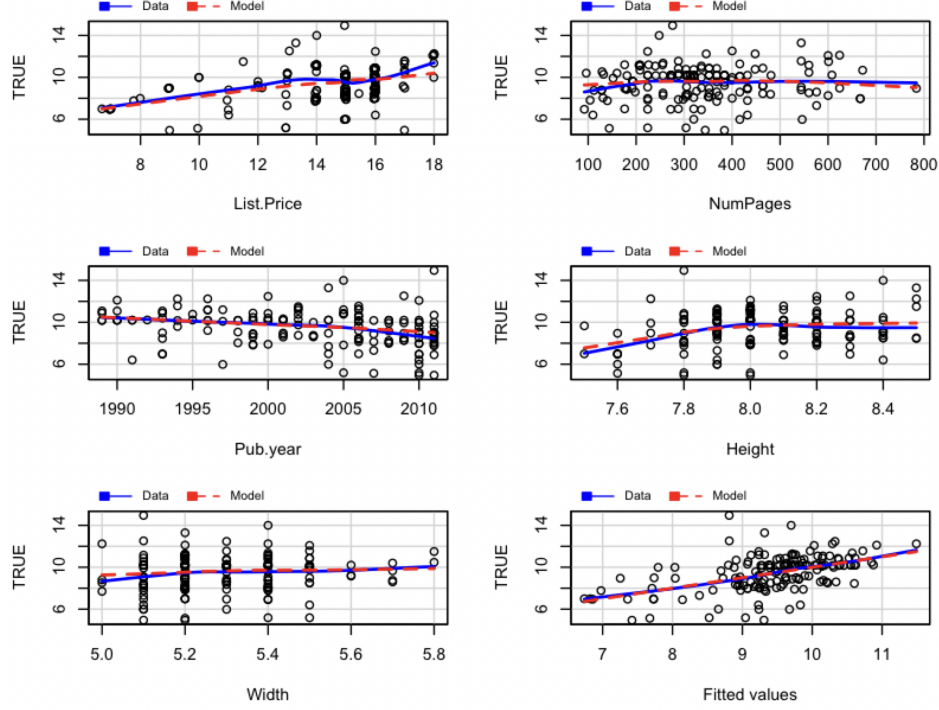 Data Model
TRUE
14
10
6
8 10 12 14 16 18
List.Price
Data Model
TRUE
14
10
6
100 200 300 400 500 600 700 800
NumPages
Data Model
TRUE
14
10
6
1990 1995 2000 2005 2010
Pub.year
Data Model
TRUE
14
10
6
7.6 7.8 8.0 8.2 8.4
Height
Data Model
TRUE
14
10
6
5.0 5.2 5.4 5.6 5.8
Width
Data Model
TRUE
14
10
6
7 8 9 10 11
Fitted values